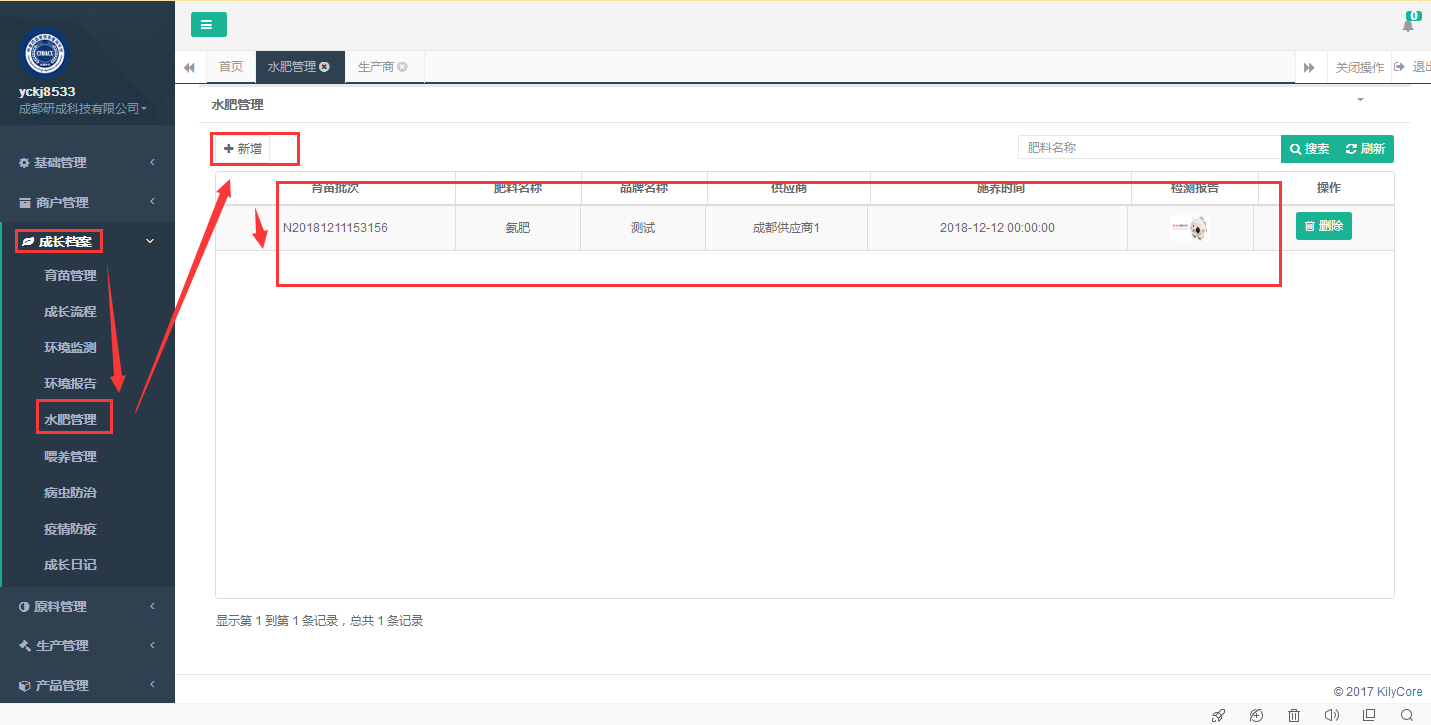 0
首页
水肥管理
生产商
关闭操作
退出
yckj8533
成都研成科技有限公司
基础管理
商户管理
成长档案
育苗管理
成长流程
环境监测
环境报告
水肥管理
喂养管理
病虫防治
疫情防疫
成长日记
原料管理
生产管理
产品管理
水肥管理
新增
肥料名称
搜索
刷新
育苗批次 肥料名称 品牌名称 供应商 施养时间 检测报告 操作
N20181211153156 氨肥 测试 成都供应商1 2018-12-12 00:00:00 删除
显示第 1 到第 1 条记录，总共 1 条记录
© 2017 KilyCore